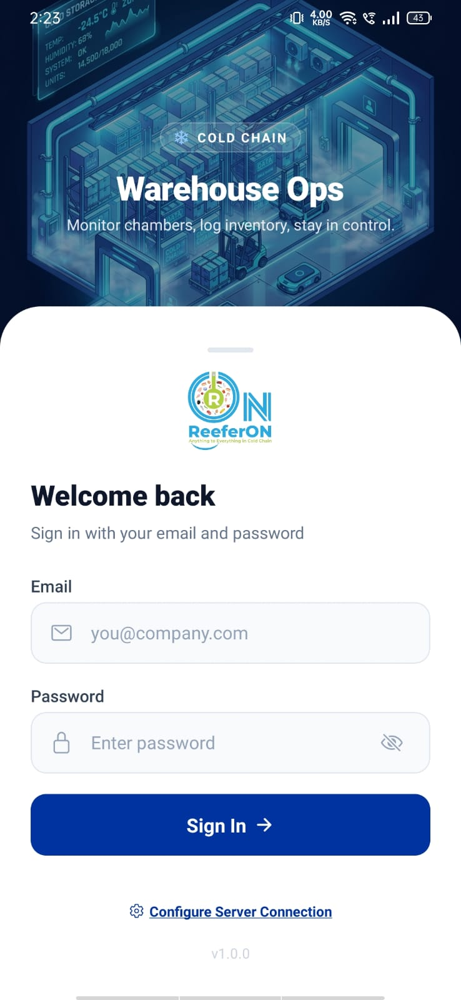 2:23
4.00
KB/S
43
-24.5°C
TEMP:
HUMIDITY: 68%
SYSTEM: OK
UNITS: 14,500/18,000
COLD CHAIN
Warehouse Ops
Monitor chambers, log inventory, stay in control.
R
ON
ReeferON
Anything to Everything in Cold Chain
Welcome back
Sign in with your email and password
Email
you@company.com
Password
Enter password
Sign In →
Configure Server Connection
v1.0.0